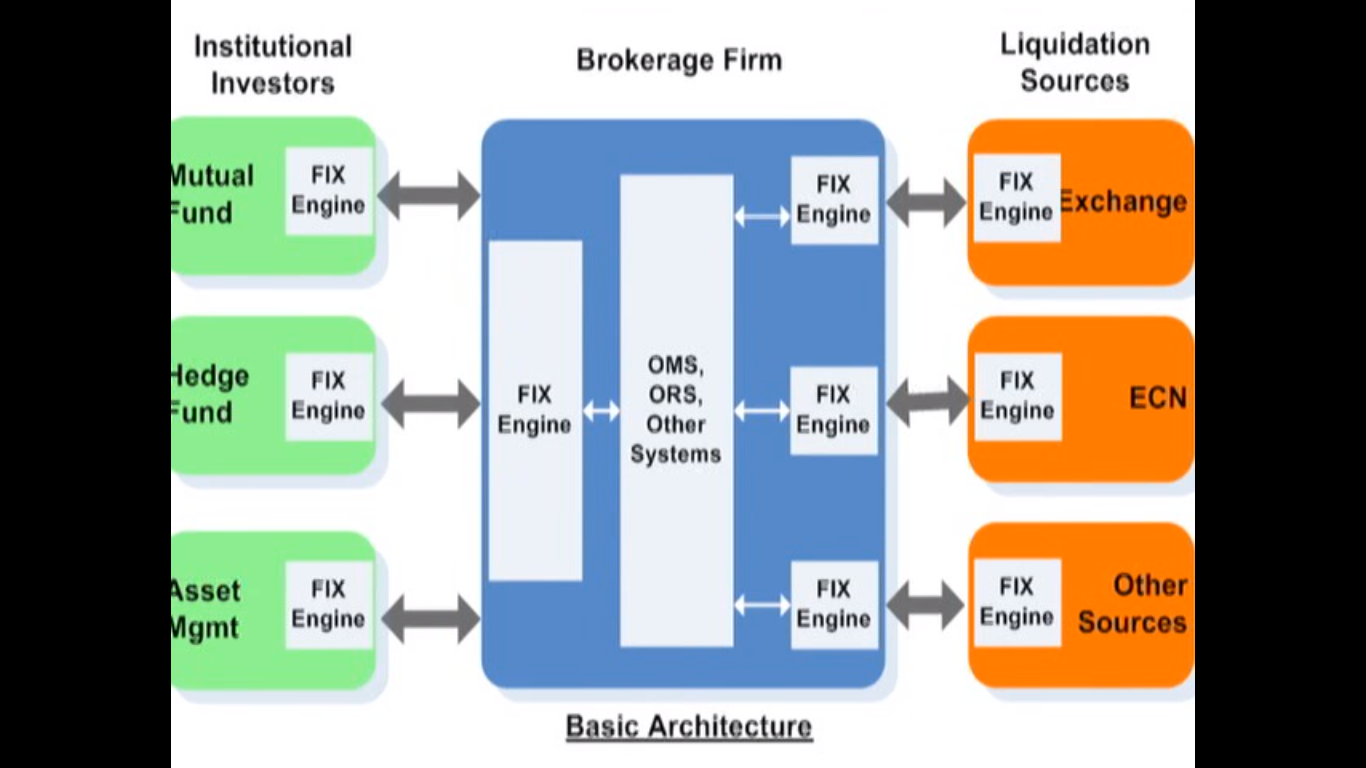 Institutional
Investors
Brokerage Firm
Liquidation
Sources
Mutual
Fund
FIX
Engine
Hedge
Fund
FIX
Engine
Asset
Mgmt
FIX
Engine
FIX
Engine
OMS,
ORS,
Other
Systems
FIX
Engine
FIX
Engine
FIX
Engine
FIX
Engine
Exchange
FIX
Engine
ECN
FIX
Engine
Other
Sources
Basic Architecture